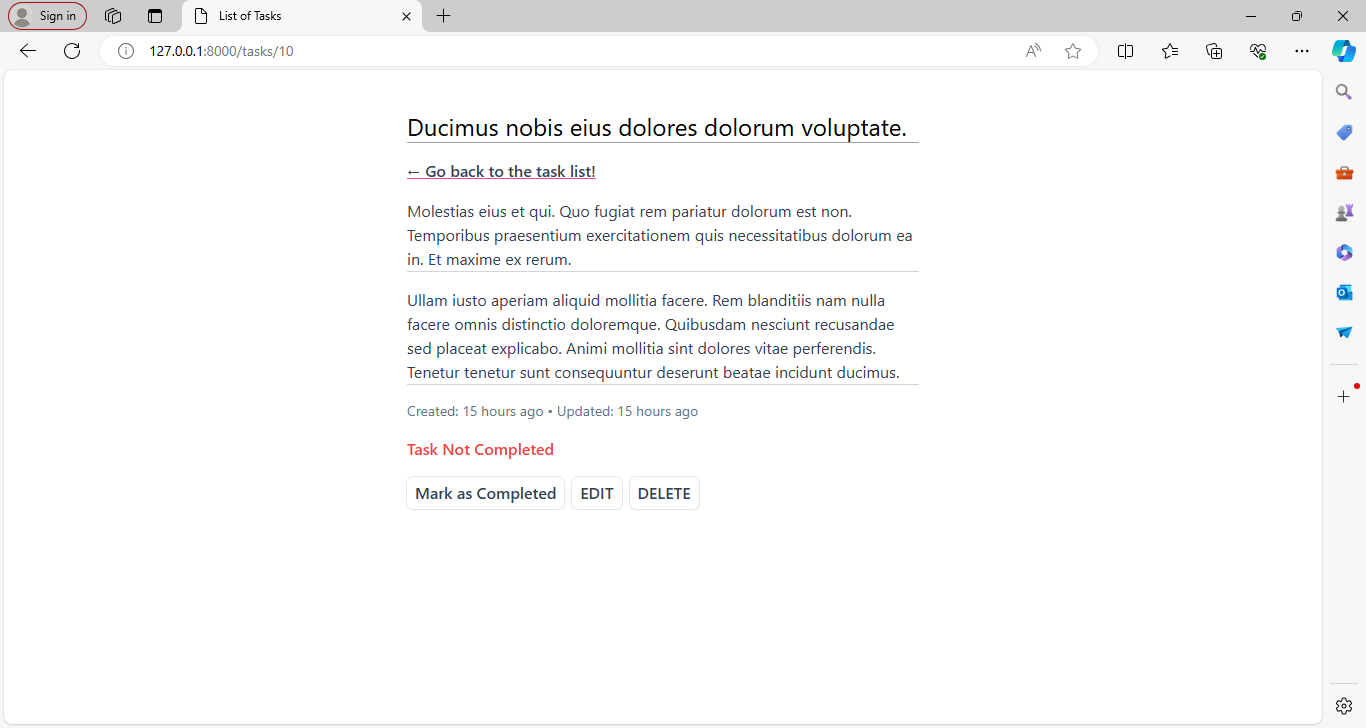 Sign in
List of Tasks
127.0.0.1:8000/tasks/10
Ducimus nobis eius dolores dolorum voluptate.
← Go back to the task list!
Molestias eius et qui. Quo fugiat rem pariatur dolorum est non.
Temporibus praesentium exercitationem quis necessitatibus dolorum ea
in. Et maxime ex rerum.
Ullam iusto aperiam aliquid mollitia facere. Rem blanditiis nam nulla
facere omnis distinctio doloremque. Quibusdam nesciunt recusandae
sed placeat explicabo. Animi mollitia sint dolores vitae perferendis.
Tenetur tenetur sunt consequuntur deserunt beatae incidunt ducimus.
Created: 15 hours ago • Updated: 15 hours ago
Task Not Completed
Mark as Completed EDIT DELETE